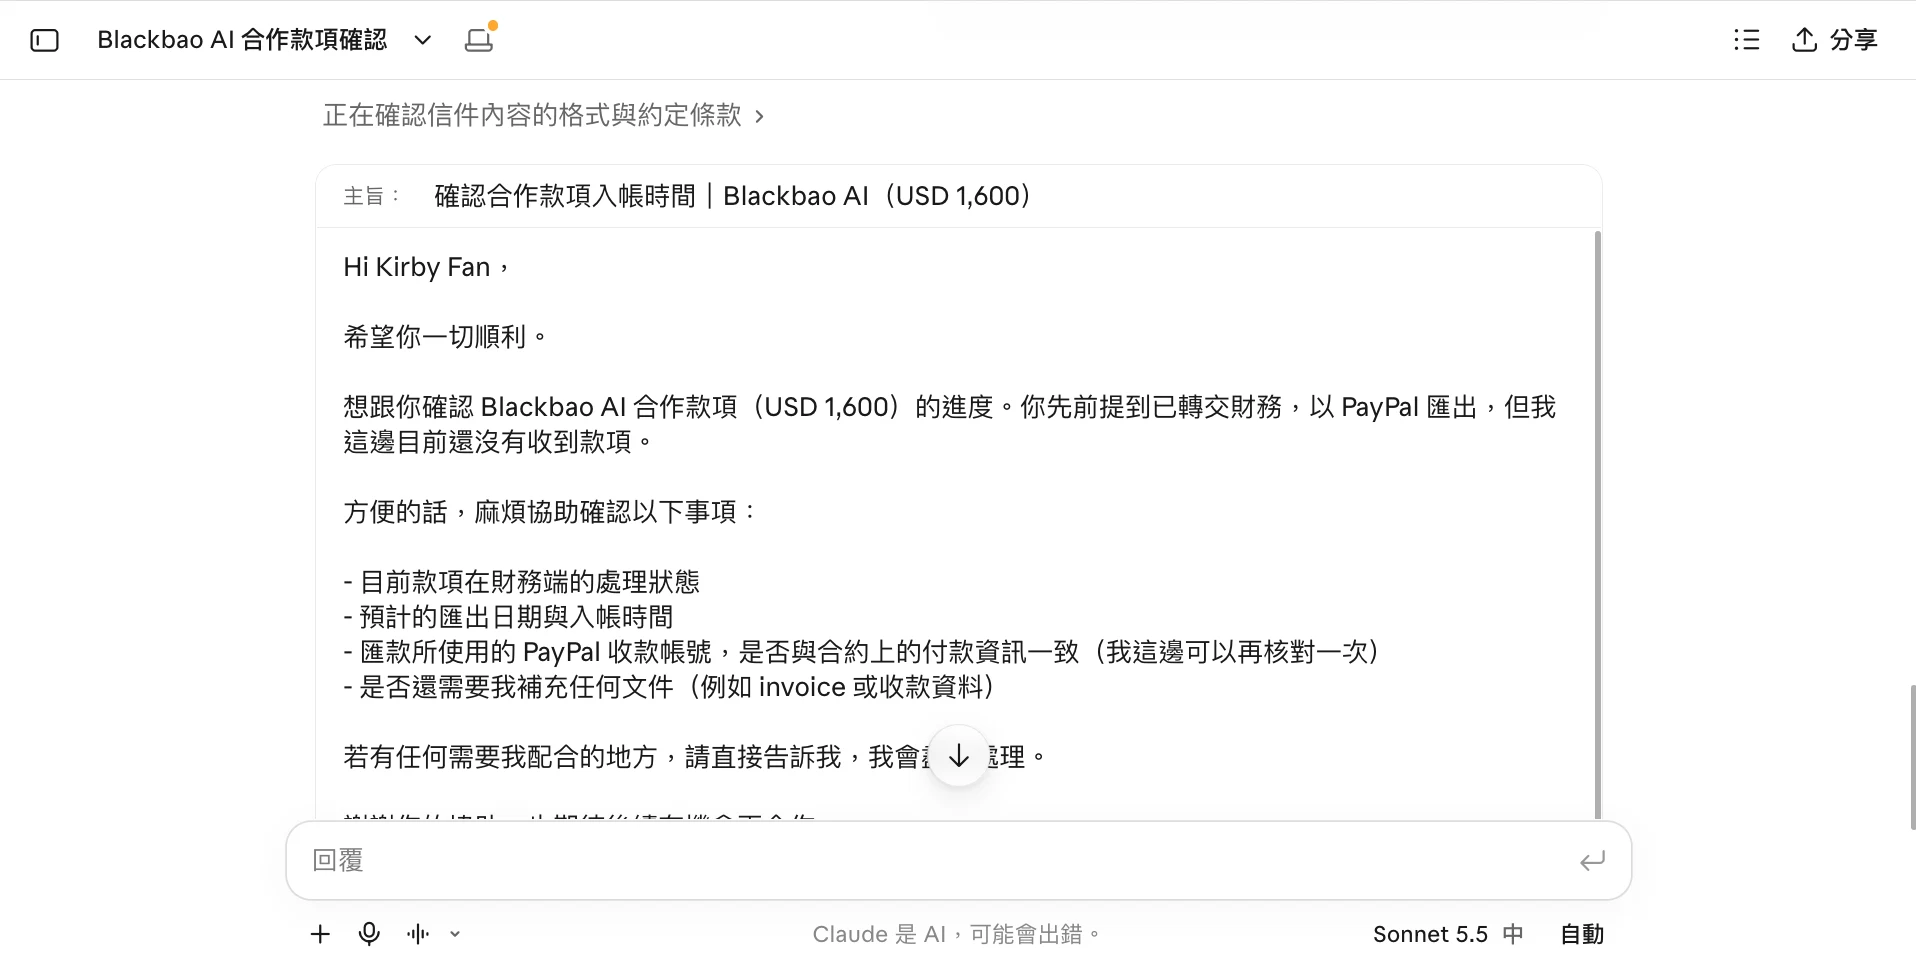 Blackbao AI 合作款項確認
分享
正在確認信件內容的格式與約定條款
主旨：
確認合作款項入帳時間｜Blackbao AI（USD 1,600）
Hi Kirby Fan，
希望你一切順利。
想跟你確認 Blackbao AI 合作款項（USD 1,600）的進度。你先前提到已轉交財務，以 PayPal 匯出，但我
這邊目前還沒有收到款項。
方便的話，麻煩協助確認以下事項：
- 目前款項在財務端的處理狀態
- 預計的匯出日期與入帳時間
- 匯款所使用的 PayPal 收款帳號，是否與合約上的付款資訊一致（我這邊可以再核對一次）
- 是否還需要我補充任何文件（例如 invoice 或收款資料）
若有任何需要我配合的地方，請直接告訴我，我會處理。
回覆
Claude 是 AI，可能會出錯。
Sonnet 5.5 中
自動